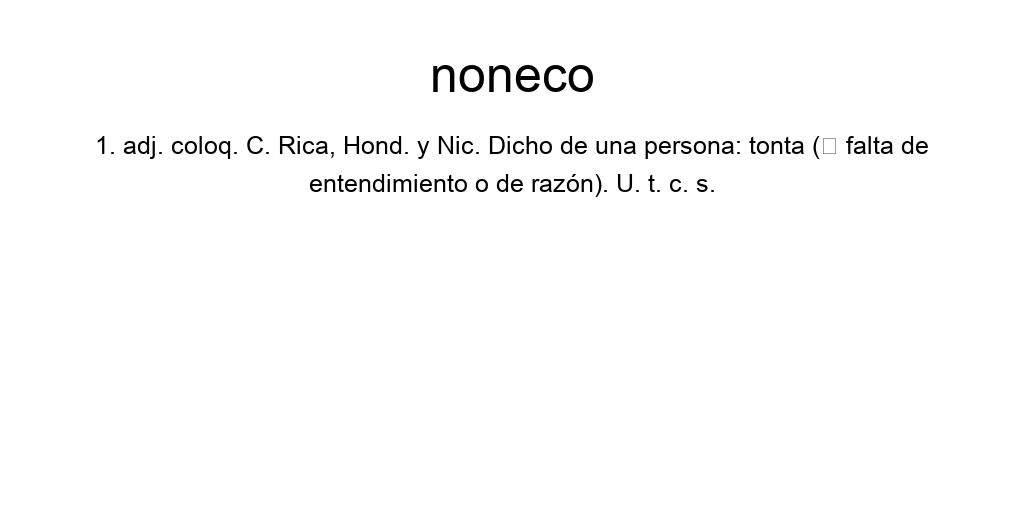 noneco
1. adj. coloq. C. Rica, Hond. y Nic. Dicho de una persona: tonta (□ falta de
entendimiento o de razón). U. t. c. s.